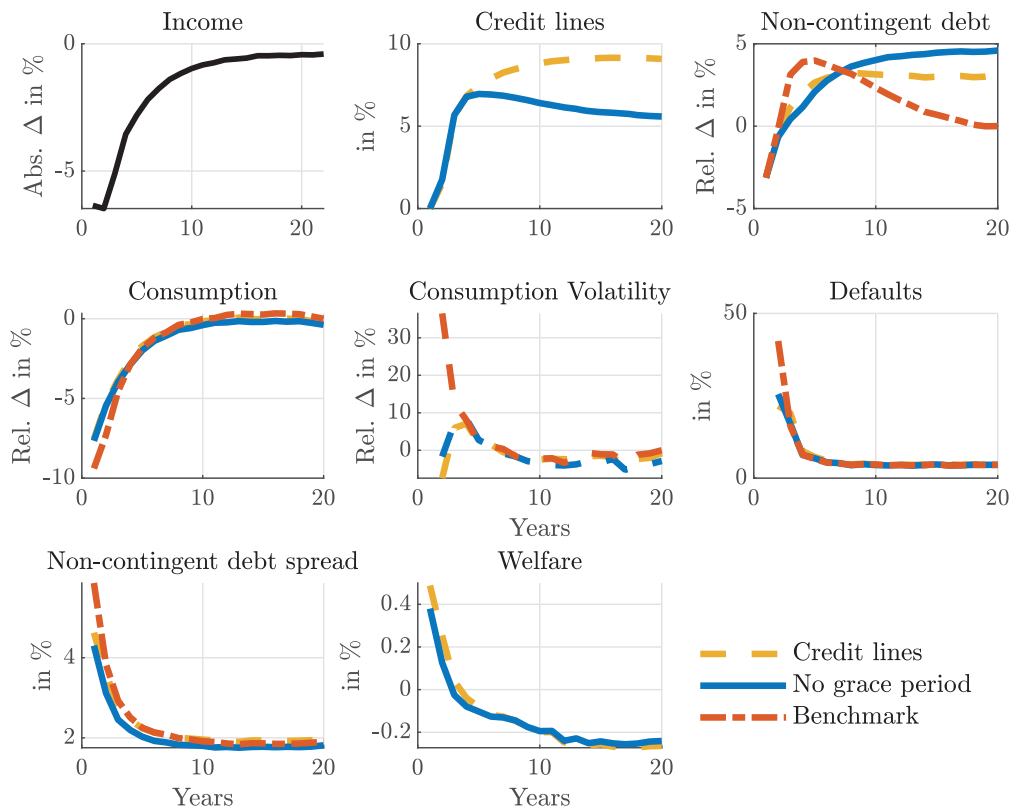 Income
Credit lines
Non-contingent debt
Abs. Δ in %
0
-5
0
10
20
in %
10
5
0
0
10
20
Rel. Δ in %
5
0
-5
0
10
20
Consumption
Consumption Volatility
Defaults
Rel. Δ in %
0
-5
-10
0
10
20
Rel. Δ in %
30
20
10
0
0
10
20
Years
in %
50
0
0
10
20
Non-contingent debt spread
Welfare
in %
4
2
0
10
20
Years
in %
0.4
0.2
0
-0.2
0
10
20
Years
Credit lines
No grace period
Benchmark